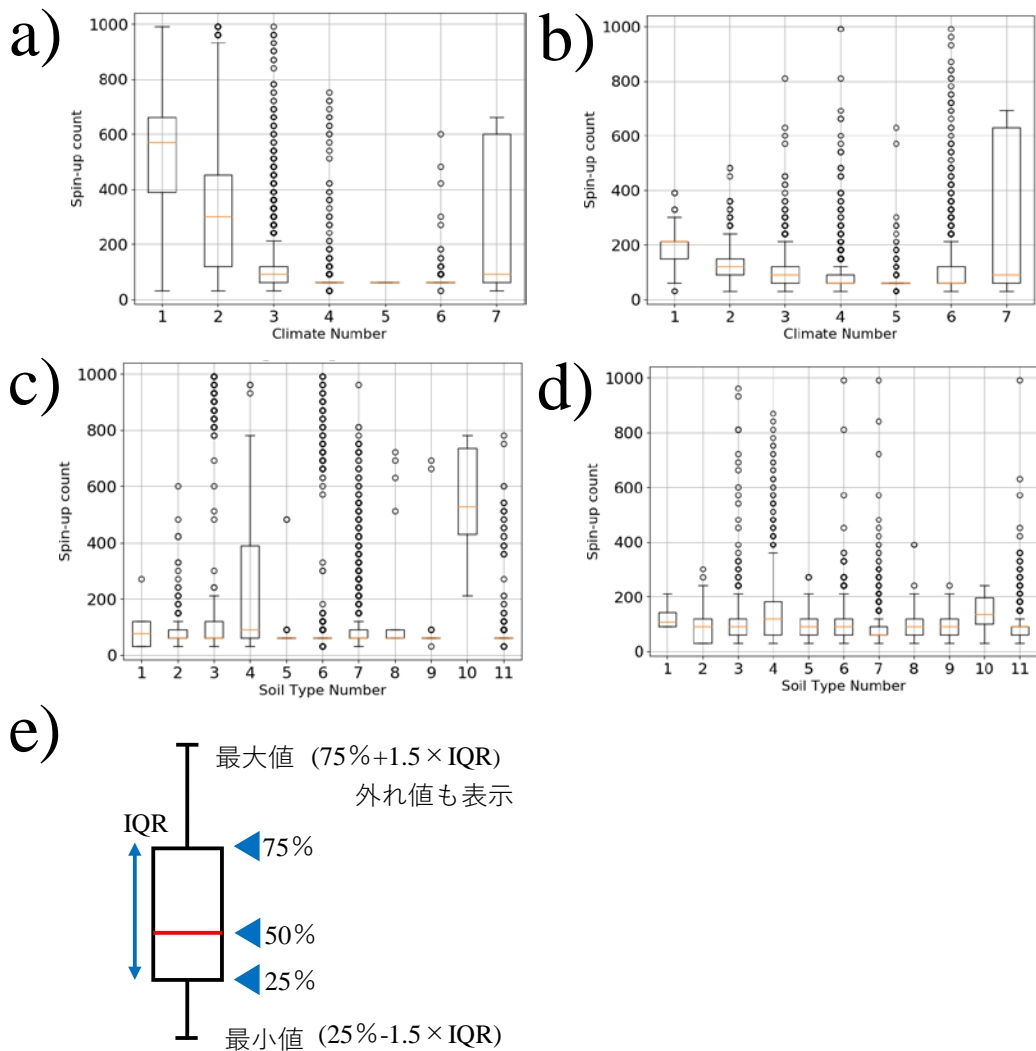 a)
1000
800
600
400
200
0
Spin-up count
1 2 3 4 5 6 7
Climate Number
b)
1000
800
600
400
200
0
Spin-up count
1 2 3 4 5 6 7
Climate Number
c)
1000
800
600
400
200
0
Spin-up count
1 2 3 4 5 6 7 8 9 10 11
Soil Type Number
d)
1000
800
600
400
200
0
Spin-up count
1 2 3 4 5 6 7 8 9 10 11
Soil Type Number
e)
最大値 (75%+1.5×IQR)
外れ値も表示
IQR
75%
50%
25%
最小値 (25%-1.5×IQR)